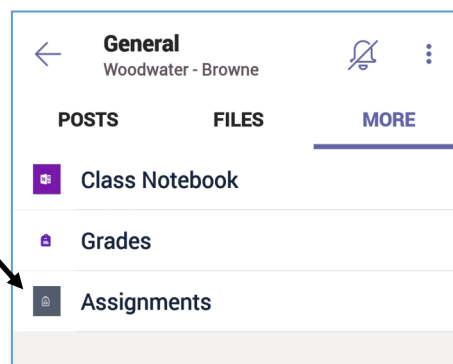 General
Woodwater - Browne
POSTS FILES MORE
Class Notebook
Grades
Assignments